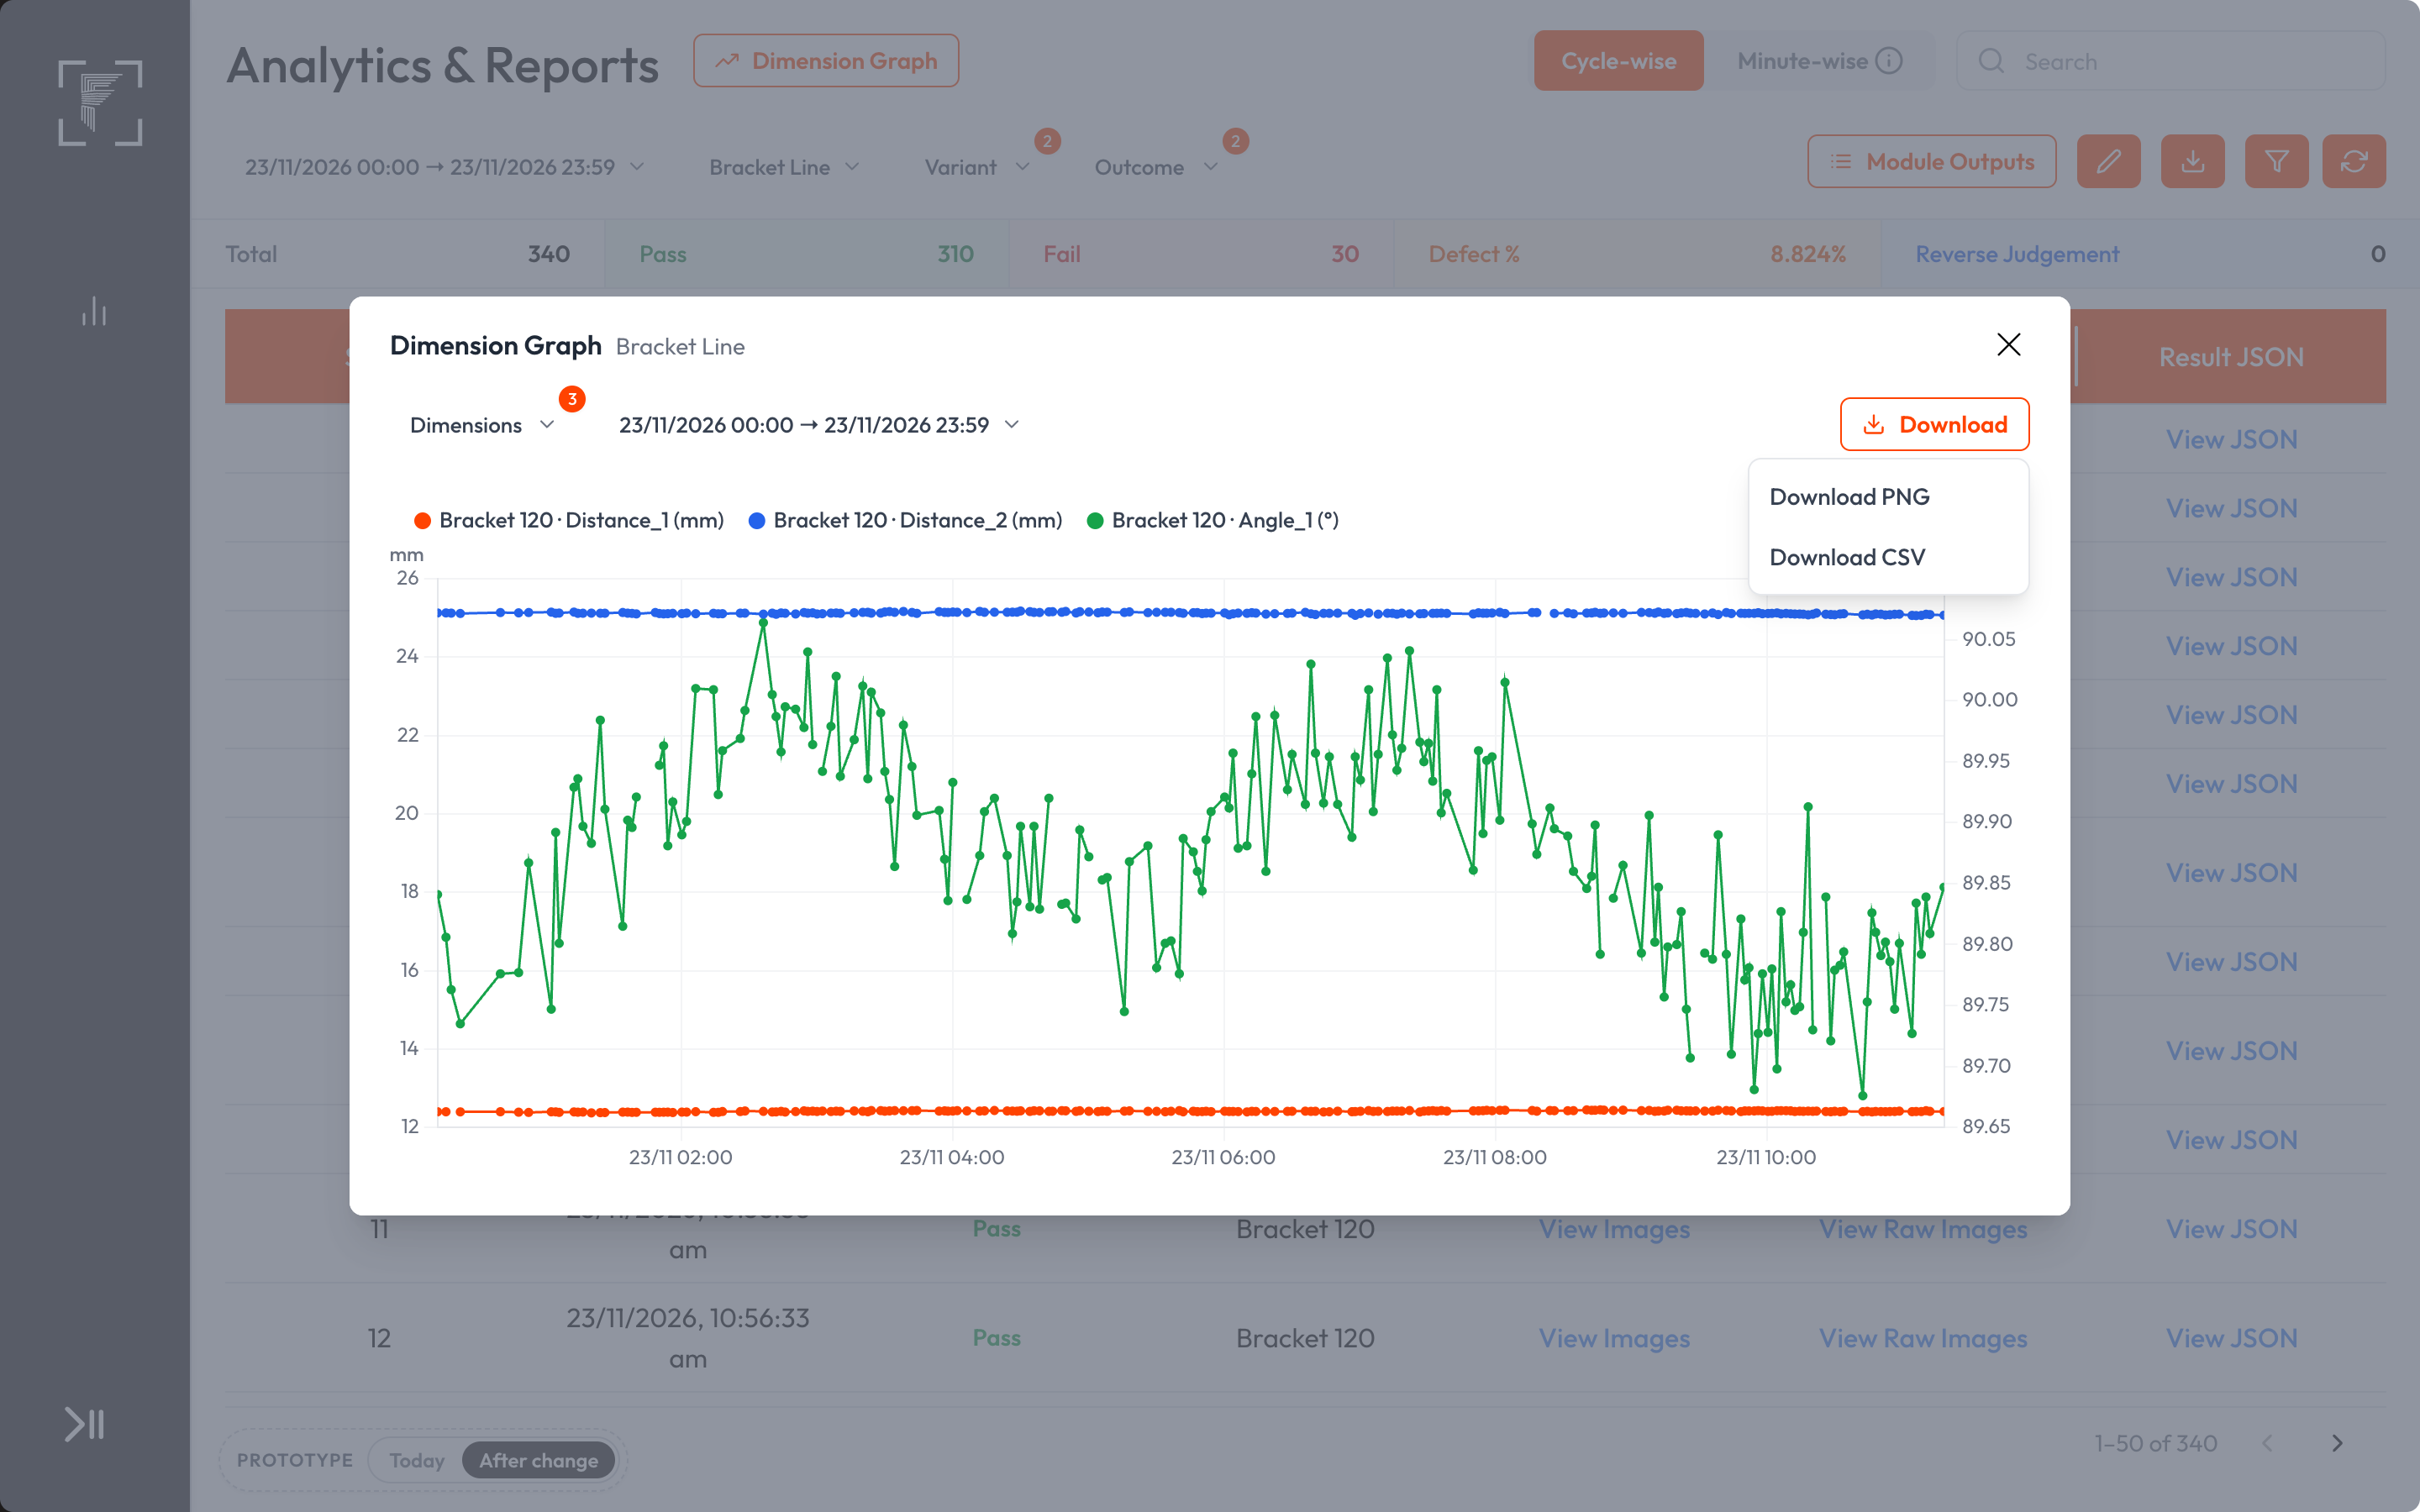 Analytics & Reports
Dimension Graph
Cycle-wise
Minute-wise
Search
23/11/2026 00:00 → 23/11/2026 23:59
Bracket Line
Variant
2
Outcome
2
Module Outputs
Total 340
Pass 310
Fail 30
Defect % 8.824%
Reverse Judgement 0
Result JSON
Dimension Graph Bracket Line
Dimensions
3
23/11/2026 00:00 → 23/11/2026 23:59
Download
Download PNG
Download CSV
Bracket 120 · Distance_1 (mm)
Bracket 120 · Distance_2 (mm)
Bracket 120 · Angle_1 (°)
mm
26
24
22
20
18
16
14
12
90.05
90.00
89.95
89.90
89.85
89.80
89.75
89.70
89.65
23/11 02:00
23/11 04:00
23/11 06:00
23/11 08:00
23/11 10:00
View JSON
View JSON
View JSON
View JSON
View JSON
View JSON
View JSON
View JSON
View JSON
View JSON
11
am
Pass
Bracket 120
View Images
View Raw Images
View JSON
12
23/11/2026, 10:56:33
am
Pass
Bracket 120
View Images
View Raw Images
View JSON
PROTOTYPE
Today
After change
1–50 of 340